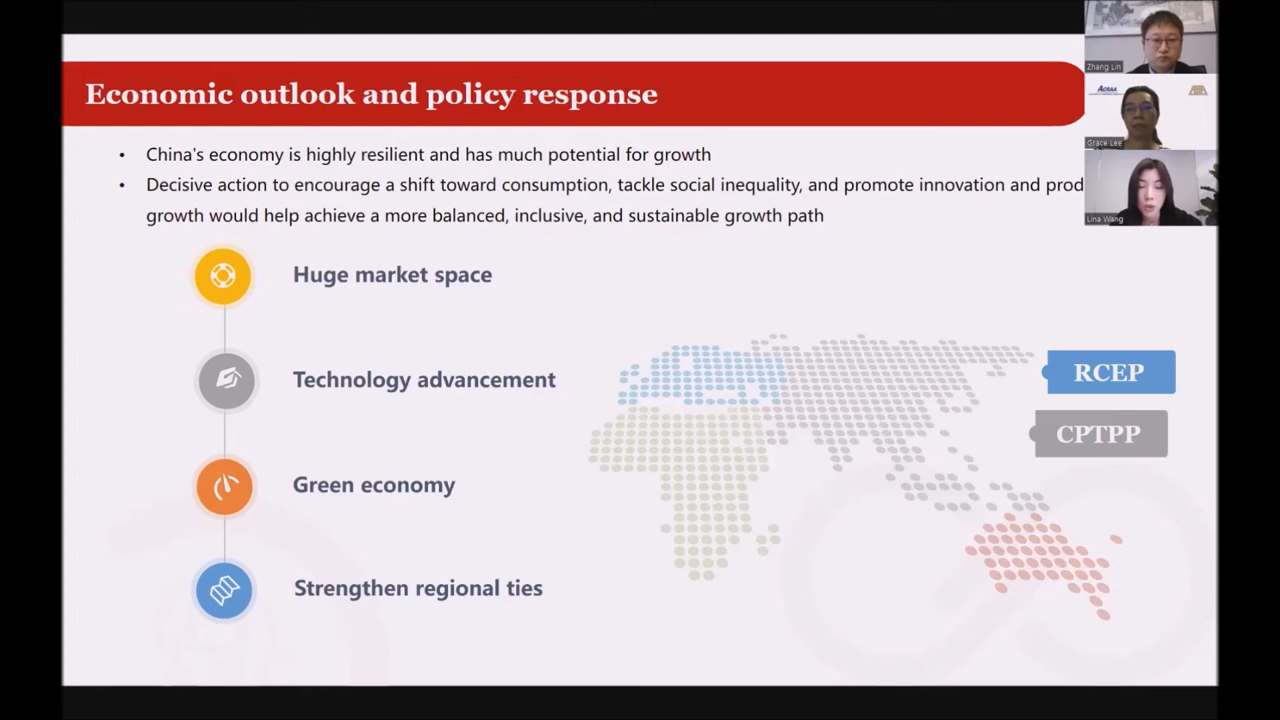 Economic outlook and policy response
• China's economy is highly resilient and has much potential for growth
• Decisive action to encourage a shift toward consumption, tackle social inequality, and promote innovation and prod
growth would help achieve a more balanced, inclusive, and sustainable growth path
Huge market space
Technology advancement
Green economy
Strengthen regional ties
RCEP
CPTPP
Zhang Lin
ACRAA
Grace Lee
Lina Wang